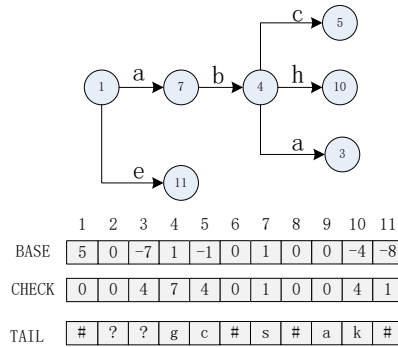 c 5
1 a 7 b 4 h 10
a 3
e 11
1 2 3 4 5 6 7 8 9 10 11
BASE 5 0 -7 1 -1 0 1 0 0 -4 -8
CHECK 0 0 4 7 4 0 1 0 0 4 1
TAIL # ? ? g c # s # a k #